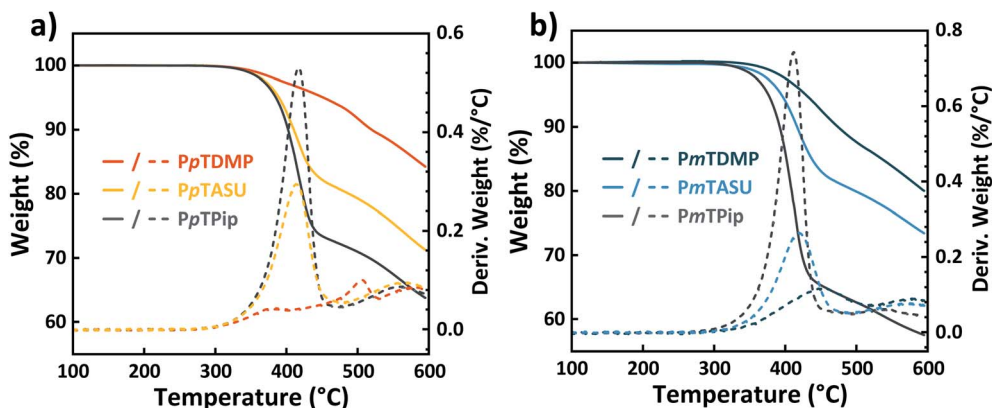 a)
100
90
80
70
60
Weight (%)
0.6
0.4
0.2
0.0
Deriv. Weight (%/°C)
/ PpTDMP
/ PpTASU
/ PpTPip
100 200 300 400 500 600
Temperature (°C)
b)
100
90
80
70
60
Weight (%)
0.8
0.6
0.4
0.2
0.0
Deriv. Weight (%/°C)
/ PmTDMP
/ PmTASU
/ PmTPip
100 200 300 400 500 600
Temperature (°C)